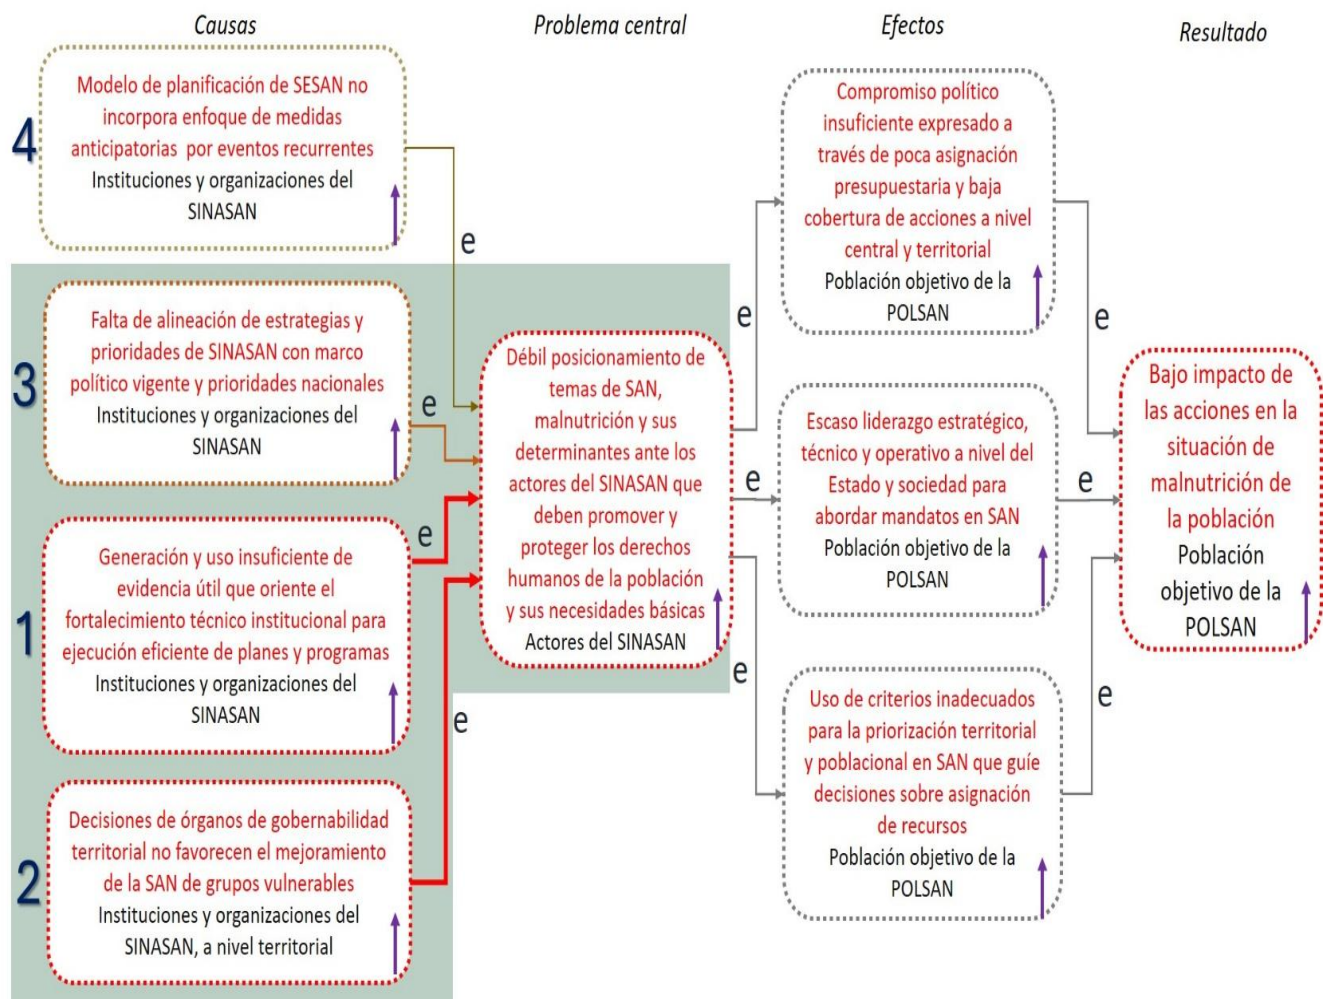 Causas
Problema central
Efectos
Resultado
4
Modelo de planificación de SESAN no
incorpora enfoque de medidas
anticipatorias por eventos recurrentes
Instituciones y organizaciones del
SINASAN
e
3
Falta de alineación de estrategias y
prioridades de SINASAN con marco
político vigente y prioridades nacionales
Instituciones y organizaciones del
SINASAN
e
1
Generación y uso insuficiente de
evidencia útil que oriente el
fortalecimiento técnico institucional para
ejecución eficiente de planes y programas
Instituciones y organizaciones del
SINASAN
e
2
Decisiones de órganos de gobernabilidad
territorial no favorecen el mejoramiento
de la SAN de grupos vulnerables
Instituciones y organizaciones del
SINASAN, a nivel territorial
e
Débil posicionamiento de
temas de SAN,
malnutrición y sus
determinantes ante los
actores del SINASAN que
deben promover y
proteger los derechos
humanos de la población
y sus necesidades básicas
Actores del SINASAN
e
e
e
Compromiso político
insuficiente expresado a
través de poca asignación
presupuestaria y baja
cobertura de acciones a nivel
central y territorial
Población objetivo de la
POLSAN
e
Escaso liderazgo estratégico,
técnico y operativo a nivel del
Estado y sociedad para
abordar mandatos en SAN
Población objetivo de la
POLSAN
e
Uso de criterios inadecuados
para la priorización territorial
y poblacional en SAN que guíe
decisiones sobre asignación
de recursos
Población objetivo de la
POLSAN
e
Bajo impacto de
las acciones en la
situación de
malnutrición de
la población
Población
objetivo de la
POLSAN